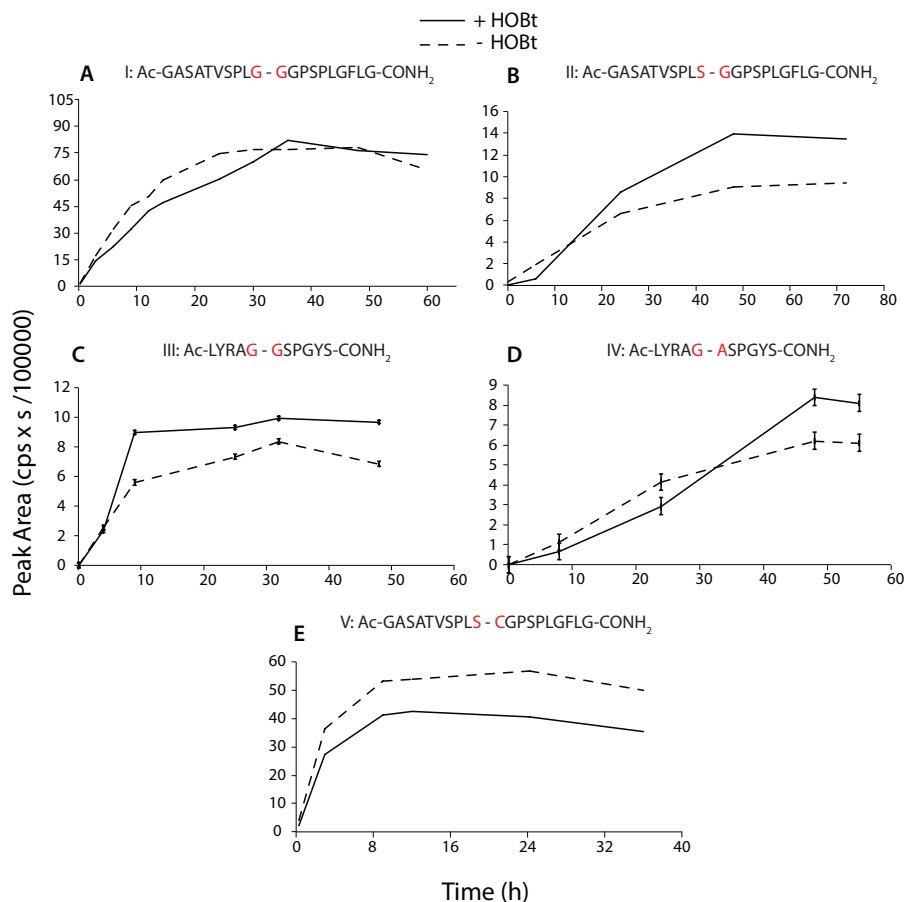 + HOBt
- HOBt
A
I: Ac-GASATVSPLG - GGPSPLGFLG-CONH₂
105
90
75
60
45
30
15
0
0 10 20 30 40 50 60
B
II: Ac-GASATVSPLS - GGPSPLGFLG-CONH₂
16
14
12
10
8
6
4
2
0
0 10 20 30 40 50 60 70 80
C
III: Ac-LYRAG - GSPGYS-CONH₂
12
10
8
6
4
2
0
0 10 20 30 40 50 60
D
IV: Ac-LYRAG - ASPGYS-CONH₂
9
8
7
6
5
4
3
2
1
0
0 10 20 30 40 50 60
E
V: Ac-GASATVSPLS - CGPSPLGFLG-CONH₂
60
50
40
30
20
10
0
0 8 16 24 32 40
Peak Area (cps x s /100000)
Time (h)